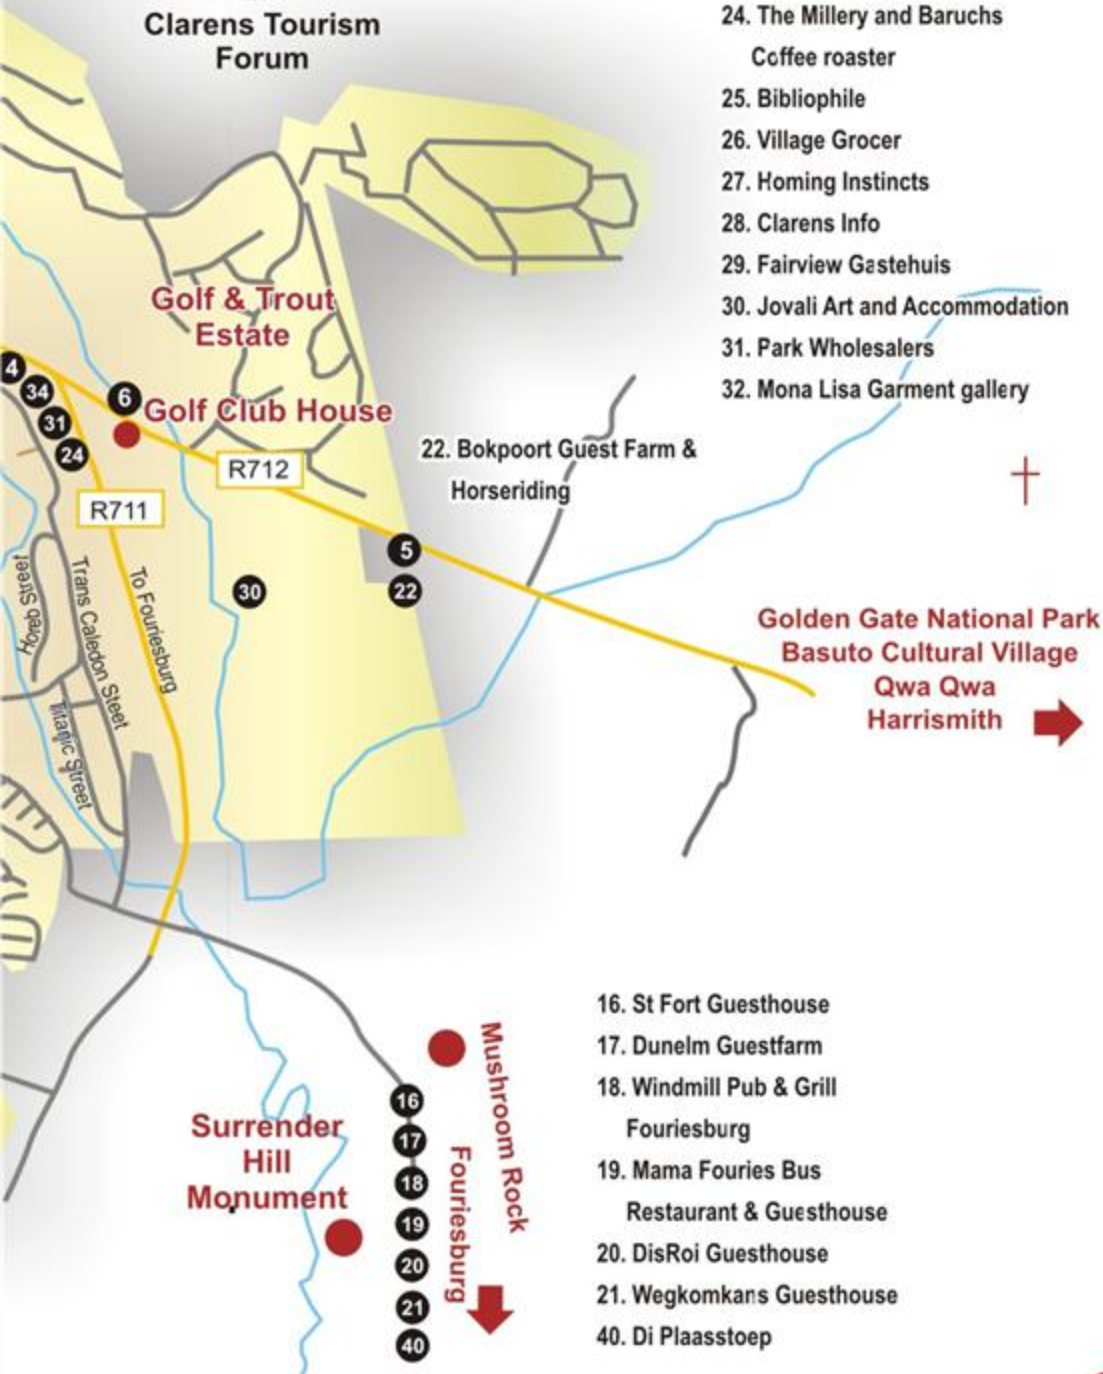 Clarens Tourism
Forum
24. The Millery and Baruchs
Coffee roaster
25. Bibliophile
26. Village Grocer
27. Homing Instincts
28. Clarens Info
29. Fairview Gastehuis
30. Jovali Art and Accommodation
31. Park Wholesalers
32. Mona Lisa Garment gallery
Golf & Trout
Estate
4
34
31
24
6
Golf Club House
R712
R711
22. Bokpoort Guest Farm &
Horseriding
5
22
30
Horeb Street
Trans Caledon Steet
To Fouriesburg
Titanic Street
Golden Gate National Park
Basuto Cultural Village
Qwa Qwa
Harrismith
Surrender
Hill
Monument
Mushroom Rock
Fouriesburg
16
17
18
19
20
21
40
16. St Fort Guesthouse
17. Dunelm Guestfarm
18. Windmill Pub & Grill
Fouriesburg
19. Mama Fouries Bus
Restaurant & Guesthouse
20. DisRoi Guesthouse
21. Wegkomkans Guesthouse
40. Di Plaasstoep